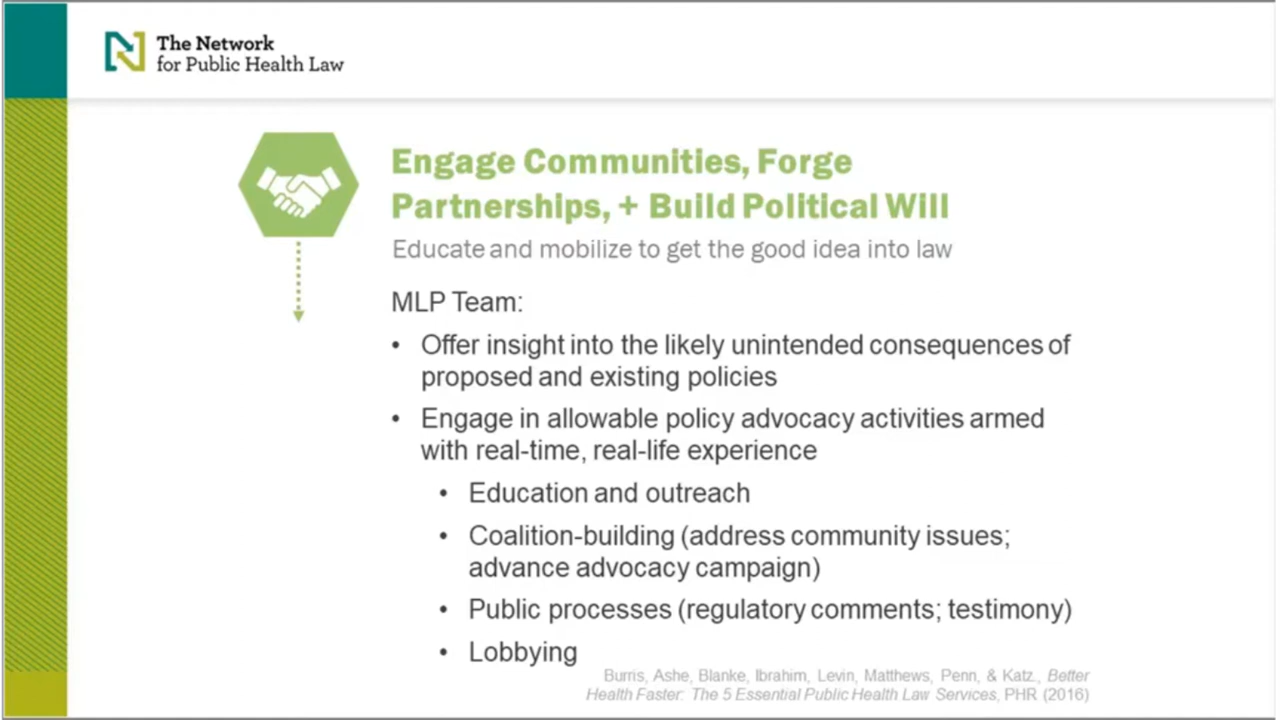 The Network
for Public Health Law
Engage Communities, Forge
Partnerships, + Build Political Will
Educate and mobilize to get the good idea into law
MLP Team:
• Offer insight into the likely unintended consequences of
proposed and existing policies
• Engage in allowable policy advocacy activities armed
with real-time, real-life experience
• Education and outreach
• Coalition-building (address community issues;
advance advocacy campaign)
• Public processes (regulatory comments; testimony)
• Lobbying
Burris, Ashe, Blanke, Ibrahim, Levin, Matthews, Penn, & Katz., Better
Health Faster: The 5 Essential Public Health Law Services, PHR (2016)